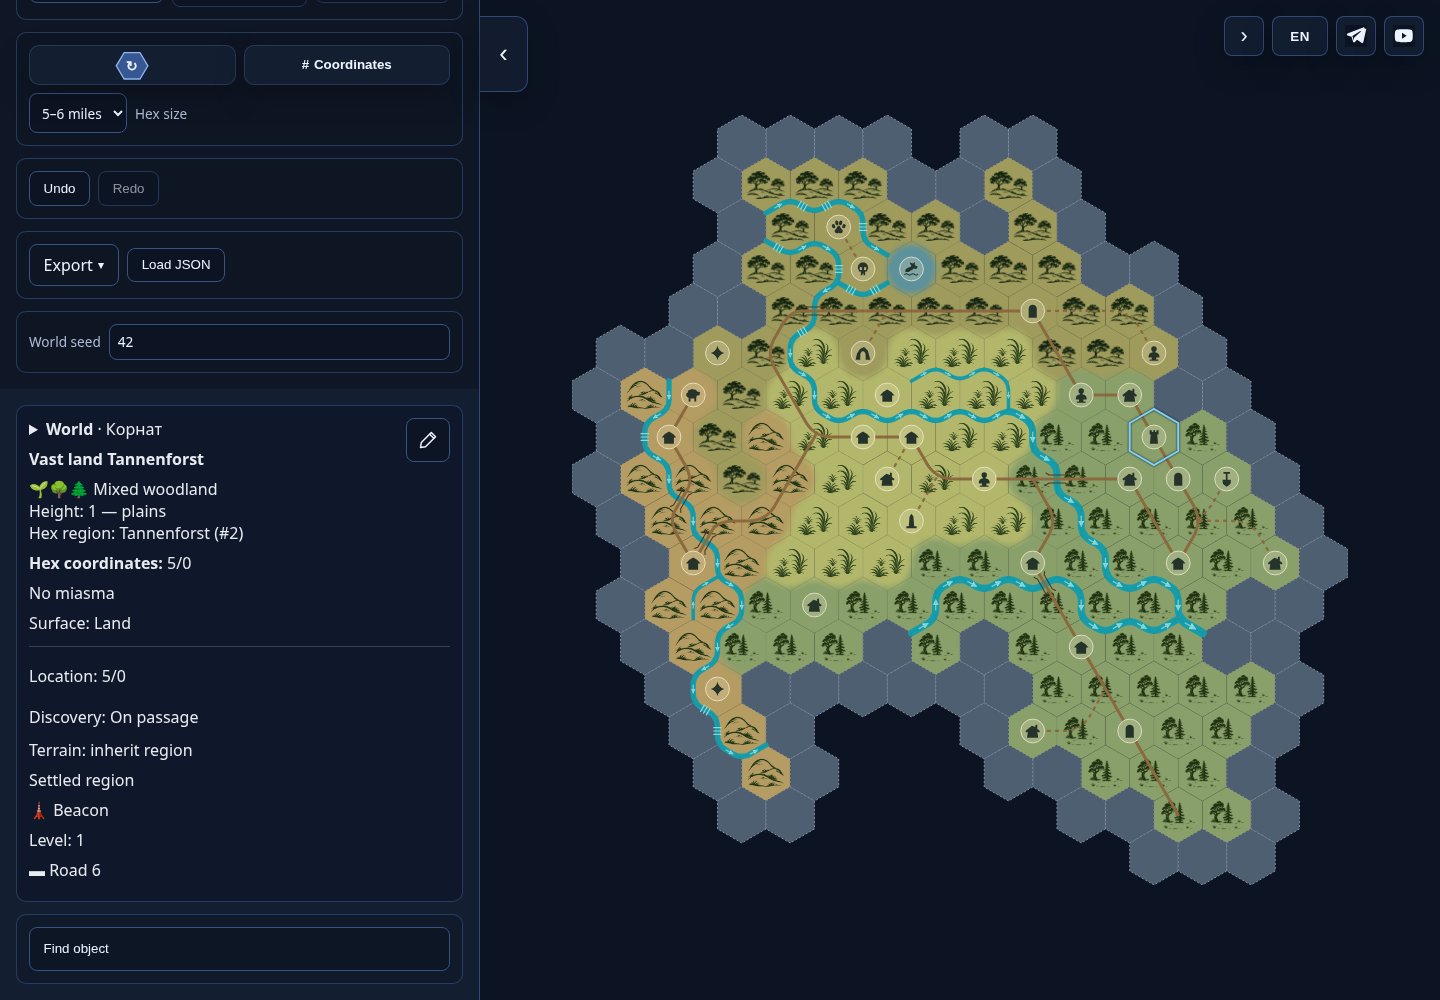 # Coordinates
EN
5–6 miles
Hex size
Undo
Redo
Export ▾
Load JSON
World seed
42
World · Корнат
Vast land Tannenforst
🌱🌳🌲 Mixed woodland
Height: 1 — plains
Hex region: Tannenforst (#2)
Hex coordinates: 5/0
No miasma
Surface: Land
Location: 5/0
Discovery: On passage
Terrain: inherit region
Settled region
Beacon
Level: 1
Road 6
Find object